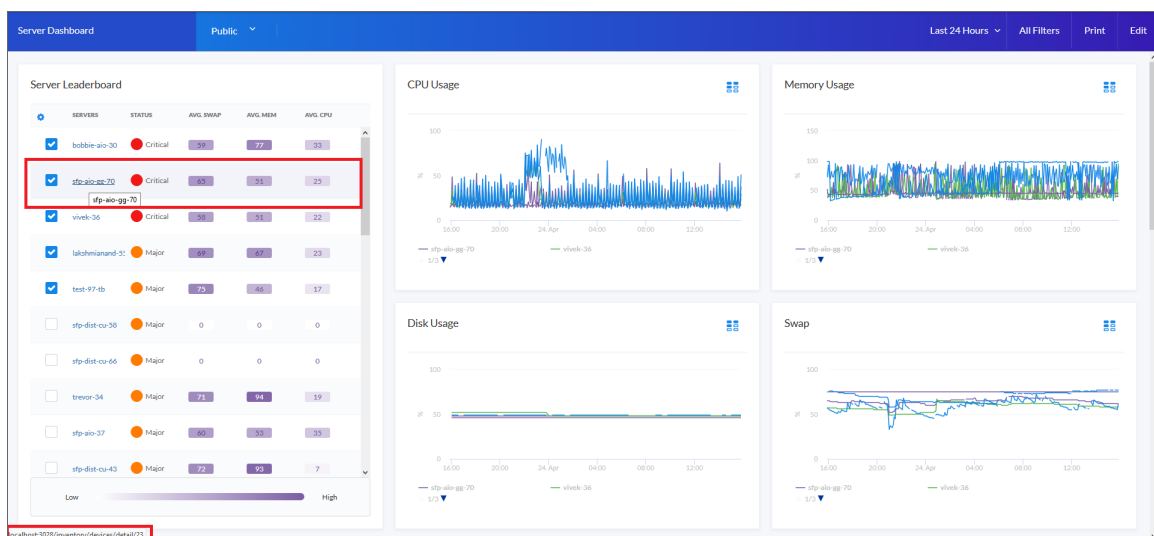 Server Dashboard Public Last 24 Hours All Filters Print Edit
Server Leaderboard
SERVERS STATUS AVG. SWAP AVG. MEM AVG. CPU
bobbie-aio-30 Critical 59 77 33
sfp-aio-gg-70 Critical 65 51 25
sfp-aio-gg-70
vivek-36 Critical 58 51 22
lakshmianand-5 Major 69 67 23
test-97-tb Major 75 46 17
sfp-dist-cu-58 Major 0 0 0
sfp-dist-cu-66 Major 0 0 0
trevor-34 Major 71 94 19
sfp-aio-37 Major 60 53 35
sfp-dist-cu-43 Major 72 93 7
Low High
CPU Usage
100
% 50
0
16:00 20:00 24. Apr 04:00 08:00 12:00
sfp-aio-gg-70 vivek-36
1/3
Memory Usage
150
100
% 50
0
16:00 20:00 24. Apr 04:00 08:00 12:00
sfp-aio-gg-70 vivek-36
1/3
Disk Usage
100
% 50
0
16:00 20:00 24. Apr 04:00 08:00 12:00
sfp-aio-gg-70 vivek-36
1/3
Swap
100
% 50
0
16:00 20:00 24. Apr 04:00 08:00 12:00
sfp-aio-gg-70 vivek-36
1/3
ocalhost:3028/inventory/devices/detail/23